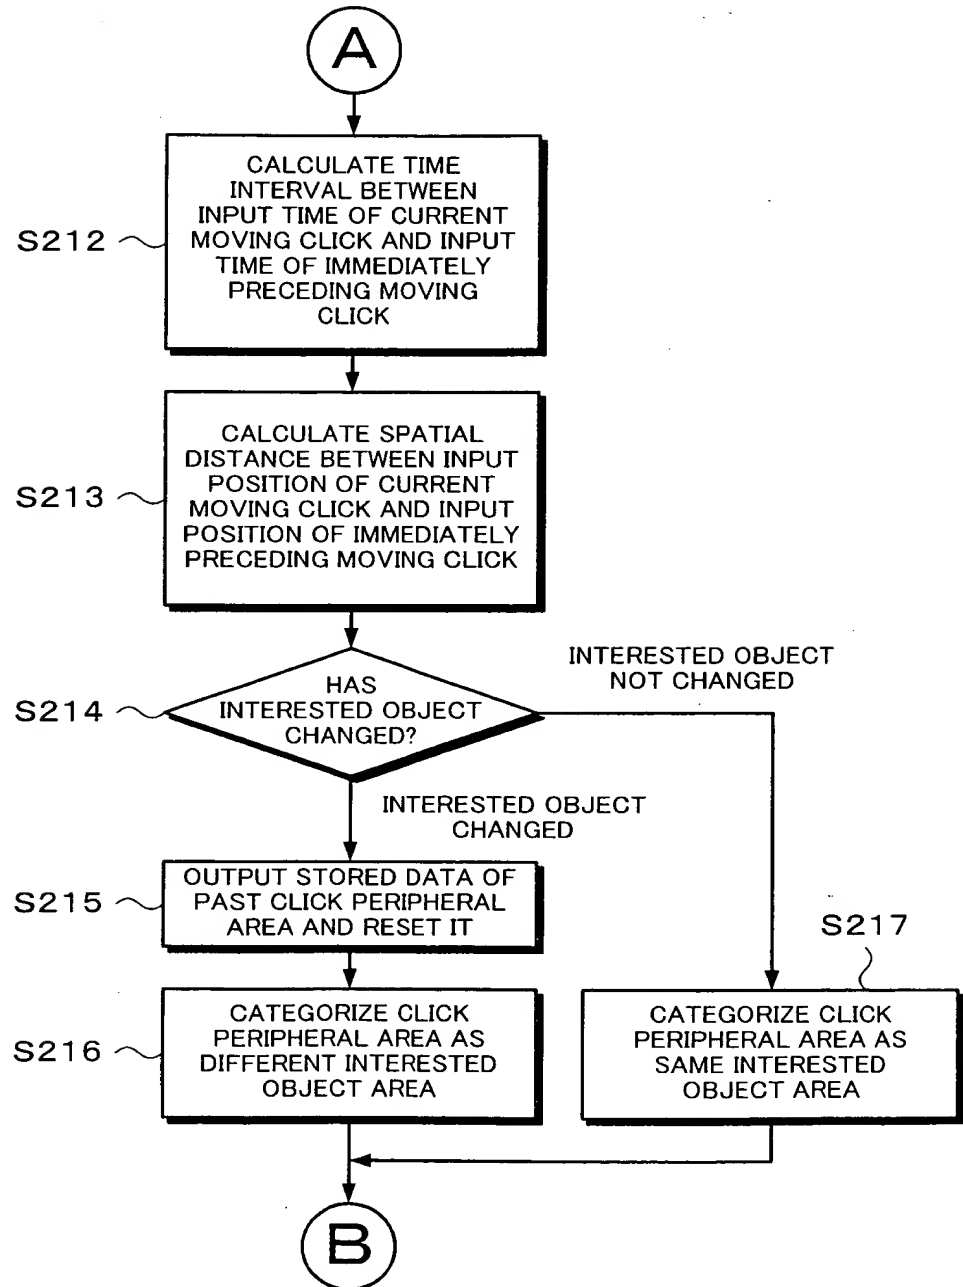 A
CALCULATE TIME
INTERVAL BETWEEN
INPUT TIME OF CURRENT
MOVING CLICK AND INPUT
TIME OF IMMEDIATELY
PRECEDING MOVING
CLICK
S212
CALCULATE SPATIAL
DISTANCE BETWEEN INPUT
POSITION OF CURRENT
MOVING CLICK AND INPUT
POSITION OF IMMEDIATELY
PRECEDING MOVING CLICK
S213
HAS
INTERESTED OBJECT
CHANGED?
S214
INTERESTED OBJECT
NOT CHANGED
INTERESTED OBJECT
CHANGED
OUTPUT STORED DATA OF
PAST CLICK PERIPHERAL
AREA AND RESET IT
S215
CATEGORIZE CLICK
PERIPHERAL AREA AS
DIFFERENT INTERESTED
OBJECT AREA
S216
S217
CATEGORIZE CLICK
PERIPHERAL AREA AS
SAME INTERESTED
OBJECT AREA
B